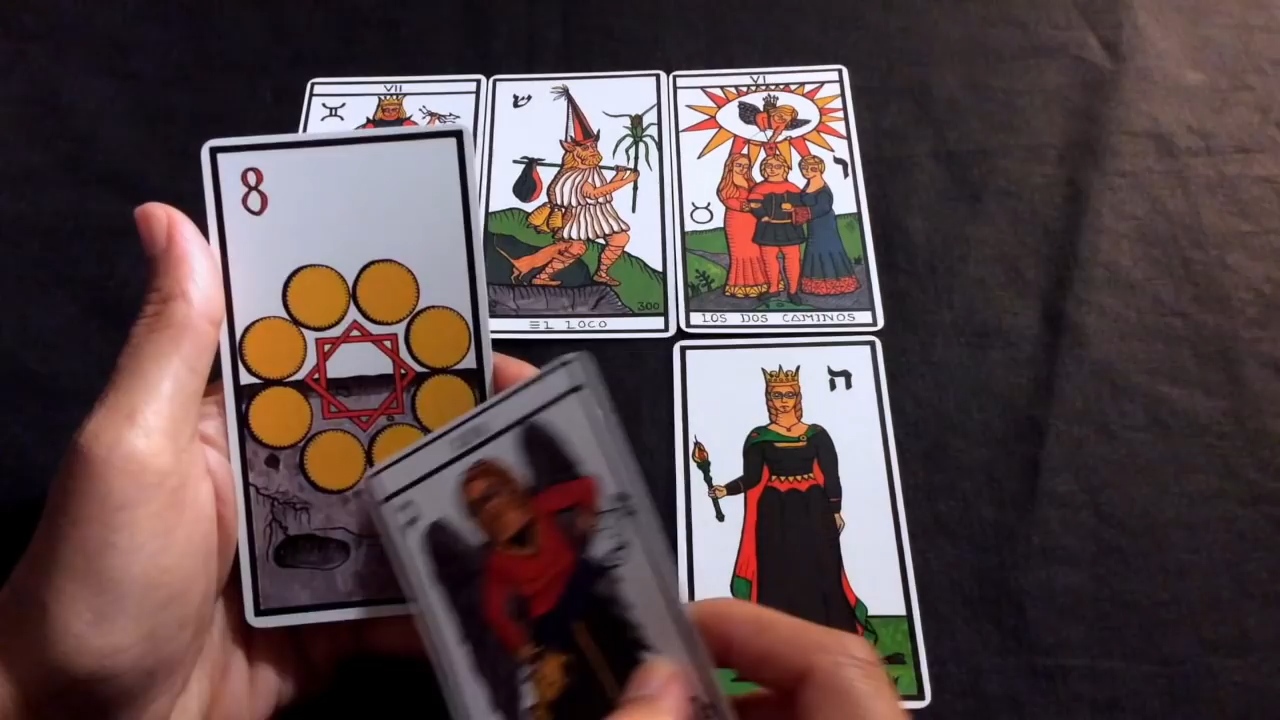 VII
ש
300
EL LOCO
VI
ו
LOS DOS CAMINOS
8
ה